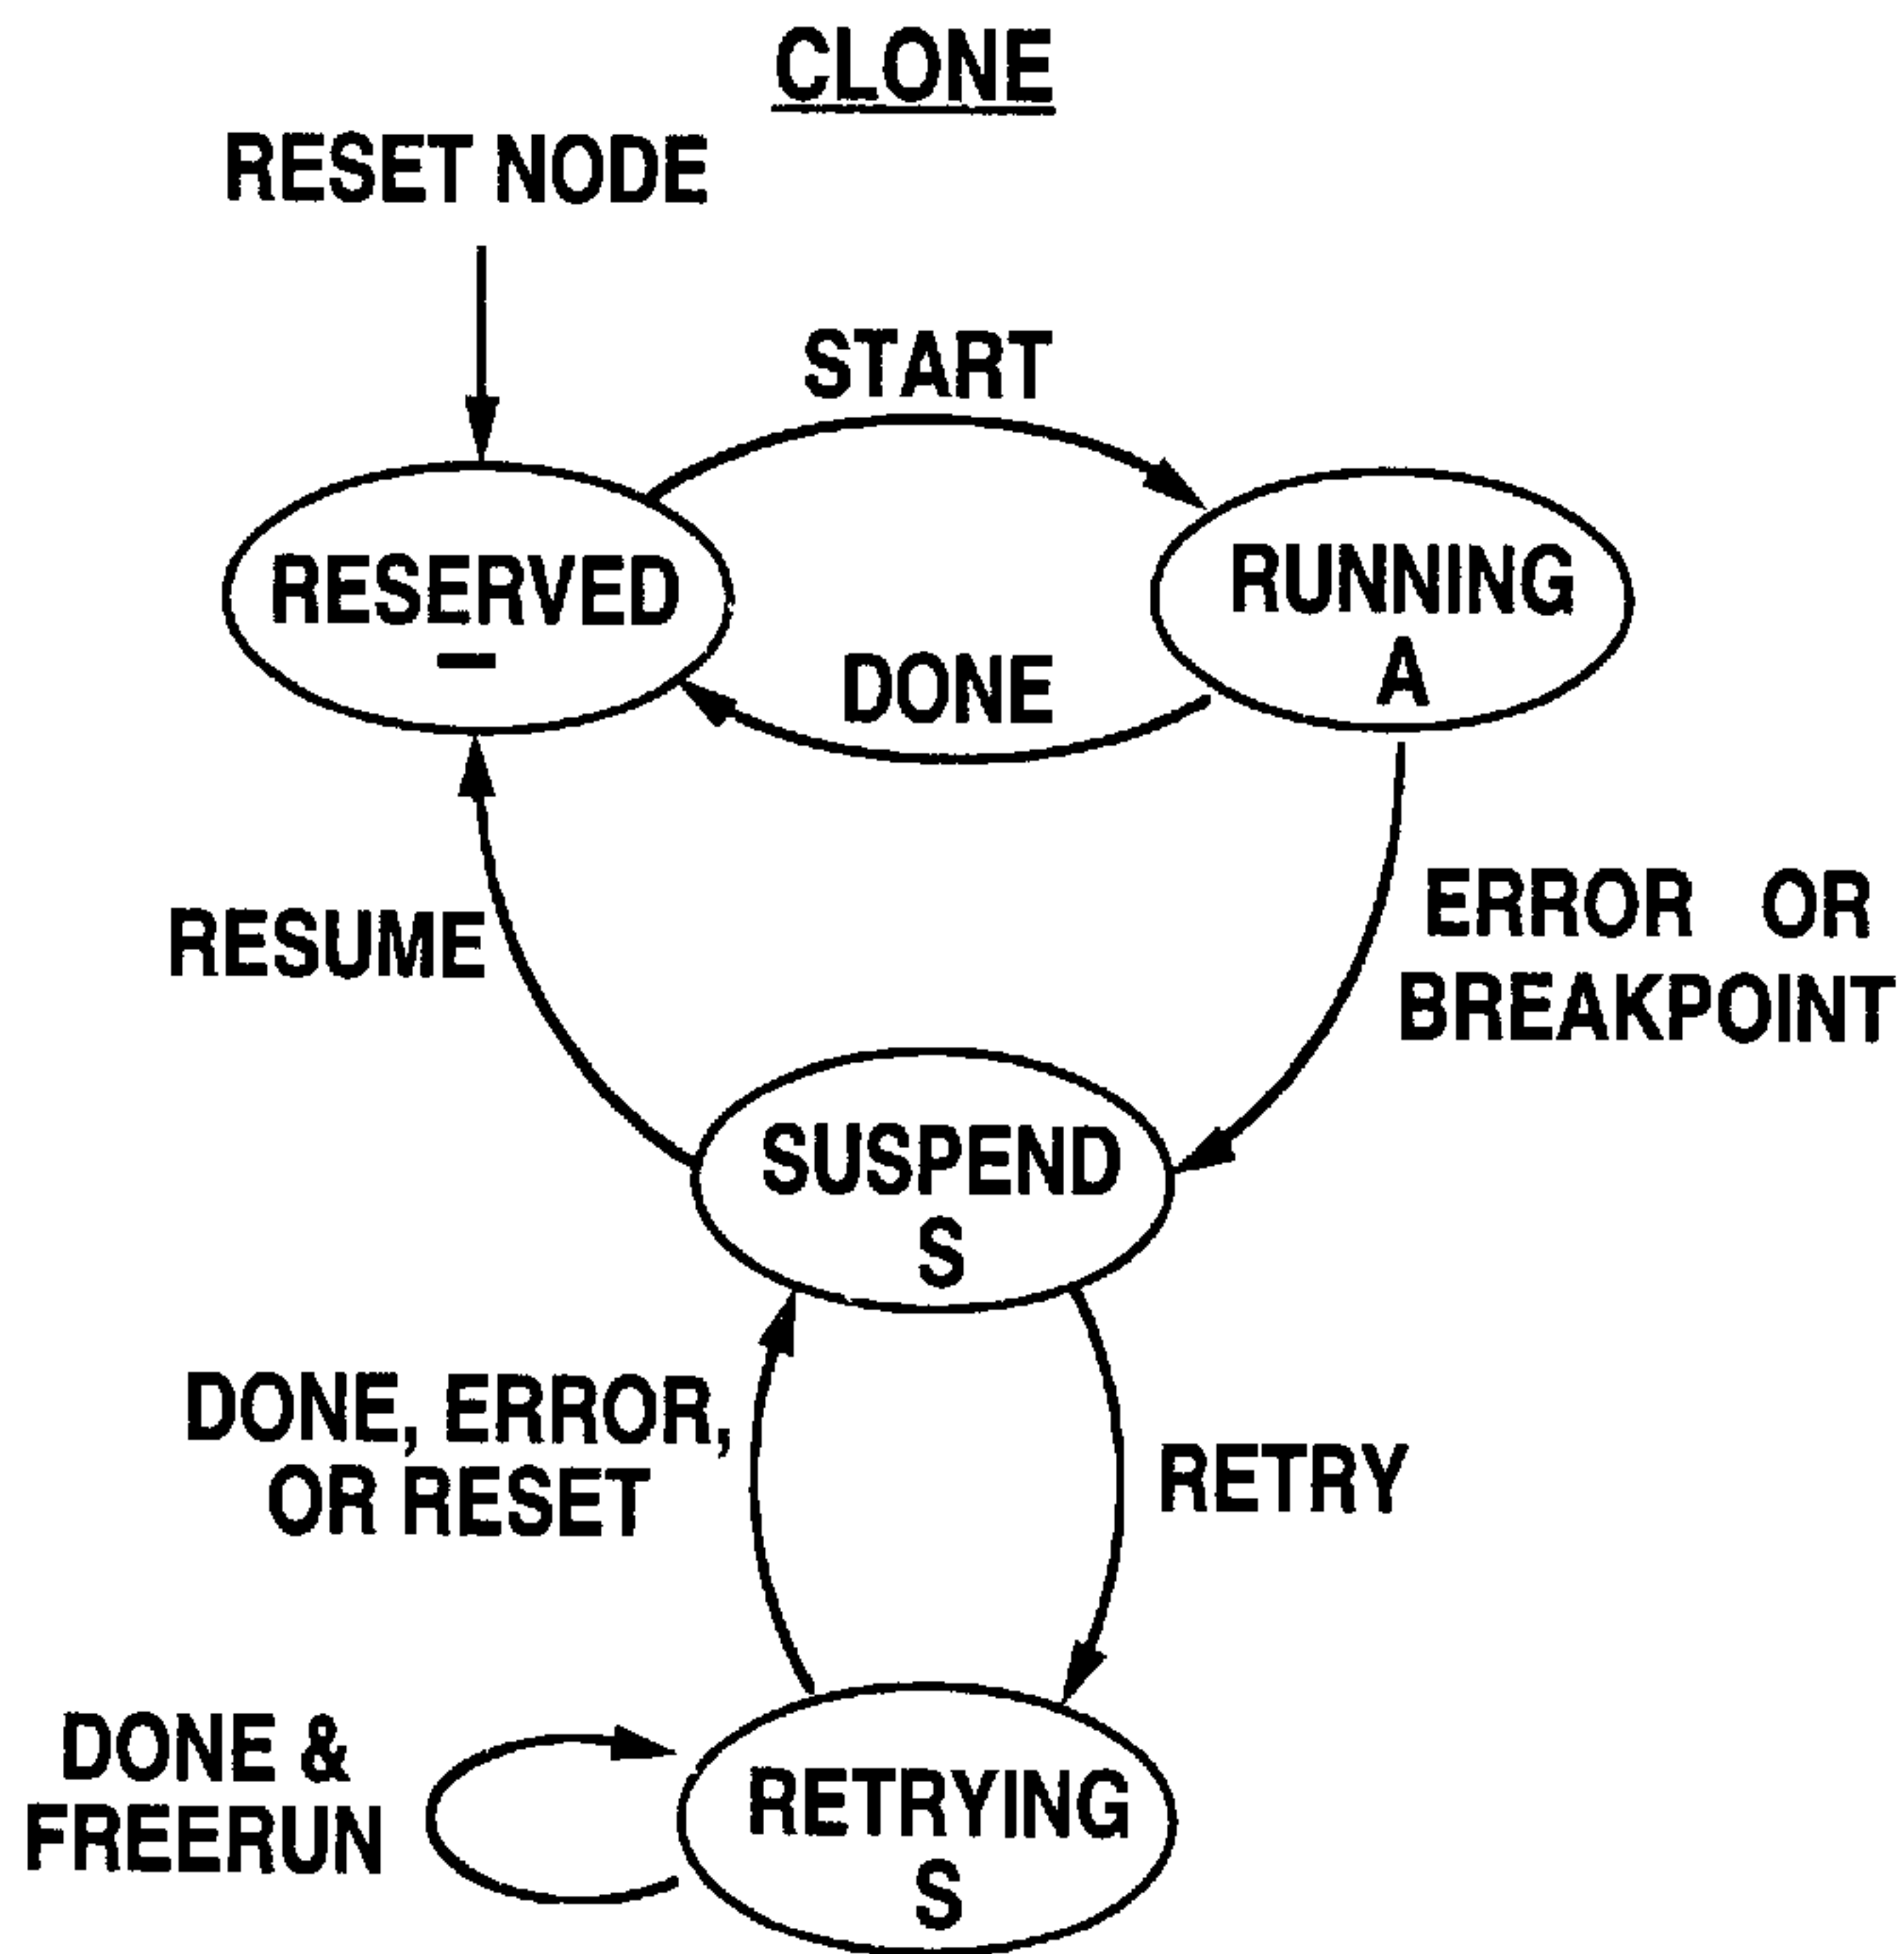 CLONE
RESET NODE
START
RESERVED
–
RUNNING
A
DONE
RESUME
ERROR OR
BREAKPOINT
SUSPEND
S
DONE, ERROR,
OR RESET
RETRY
DONE &
FREERUN
RETRYING
S